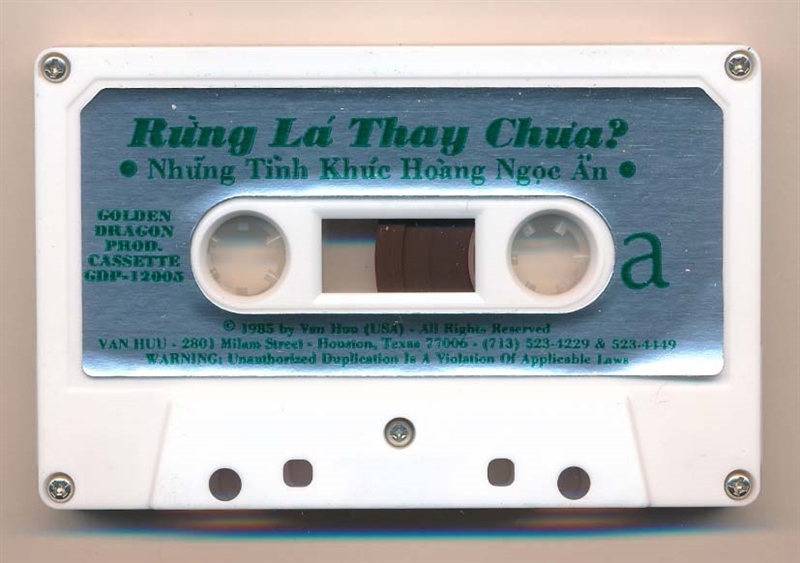 Rừng Lá Thay Chưa?
• Những Tình Khúc Hoàng Ngọc Ẩn •
GOLDEN
DRAGON
PROD.
CASSETTE
GDP-12005
a
© 1985 by Van Huu (USA) - All Rights Reserved
VAN HUU - 2801 Milam Street - Houston, Texas 77006 - (713) 523-4229 & 523-4449
WARNING: Unauthorized Duplication Is A Violation Of Applicable Laws